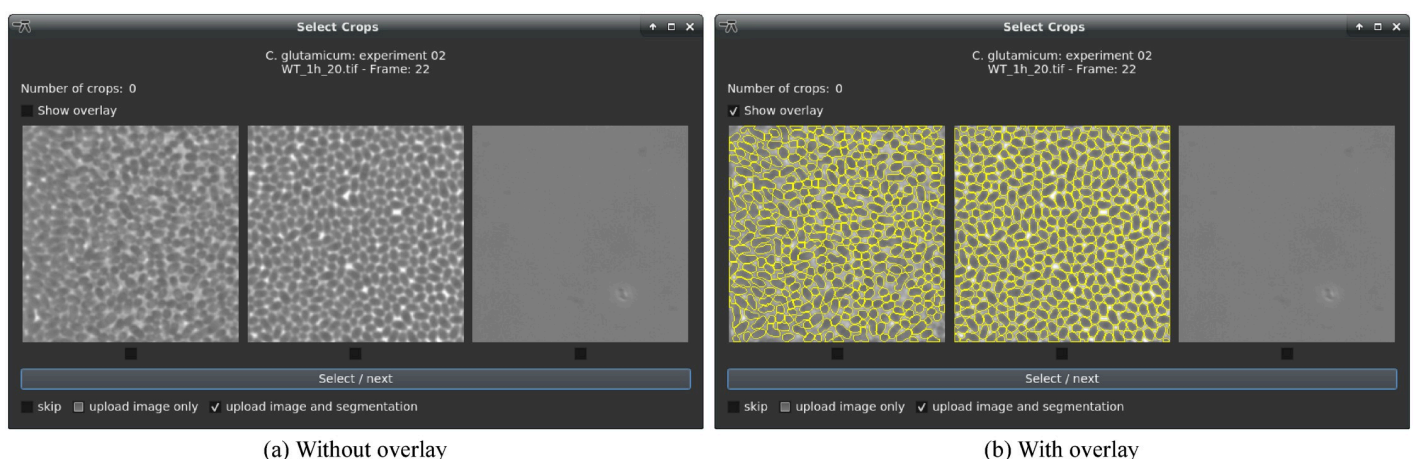 Select Crops
C. glutamicum: experiment 02
WT_1h_20.tif - Frame: 22
Number of crops: 0
Show overlay
Select / next
skip upload image only upload image and segmentation
(a) Without overlay
Select Crops
C. glutamicum: experiment 02
WT_1h_20.tif - Frame: 22
Number of crops: 0
Show overlay
Select / next
skip upload image only upload image and segmentation
(b) With overlay